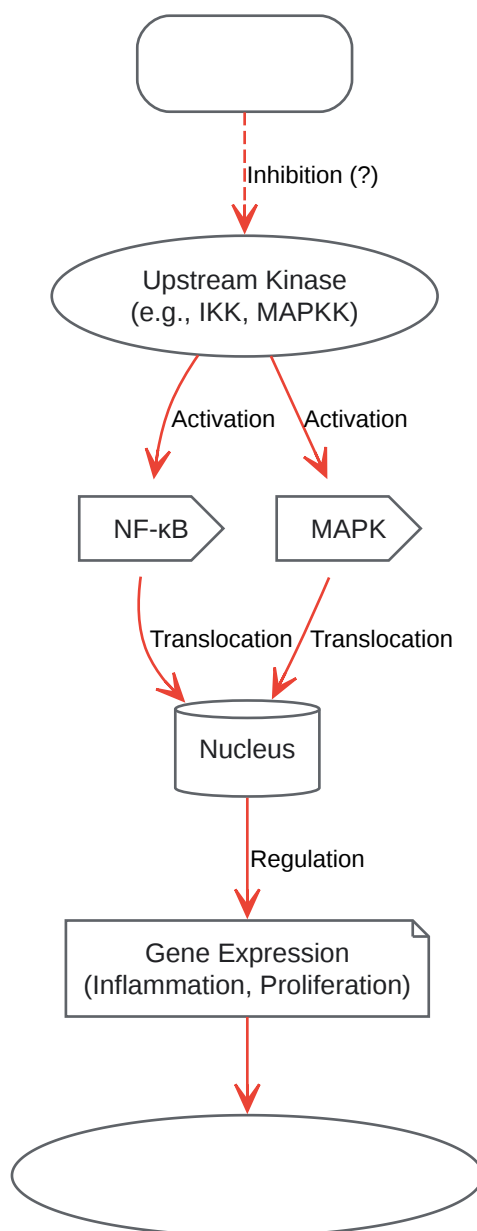 Inhibition (?)
Upstream Kinase
(e.g., IKK, MAPKK)
Activation
Activation
NF-κB
MAPK
Translocation
Translocation
Nucleus
Regulation
Gene Expression
(Inflammation, Proliferation)